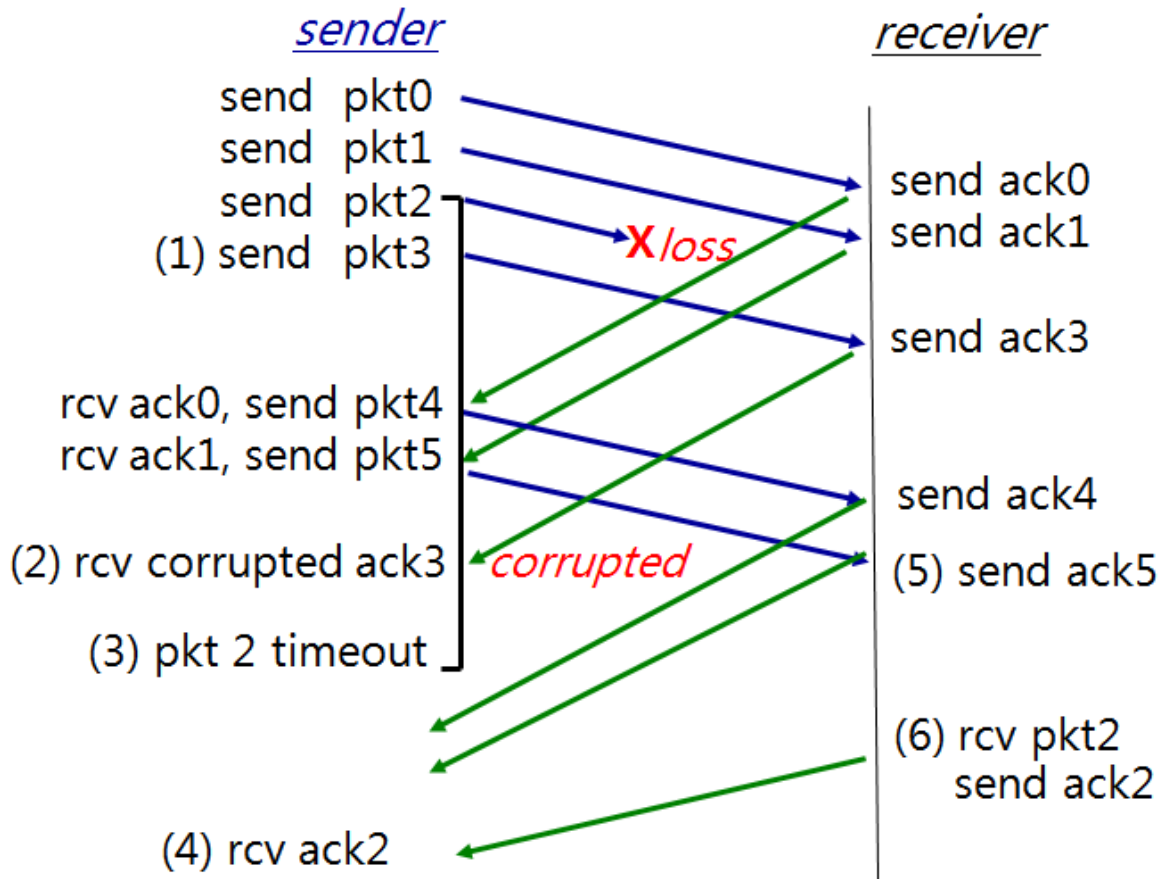 sender
receiver
send pkt0
send pkt1
send pkt2
(1) send pkt3
X loss
send ack0
send ack1
send ack3
rcv ack0, send pkt4
rcv ack1, send pkt5
send ack4
(2) rcv corrupted ack3
corrupted
(5) send ack5
(3) pkt 2 timeout
(6) rcv pkt2
send ack2
(4) rcv ack2